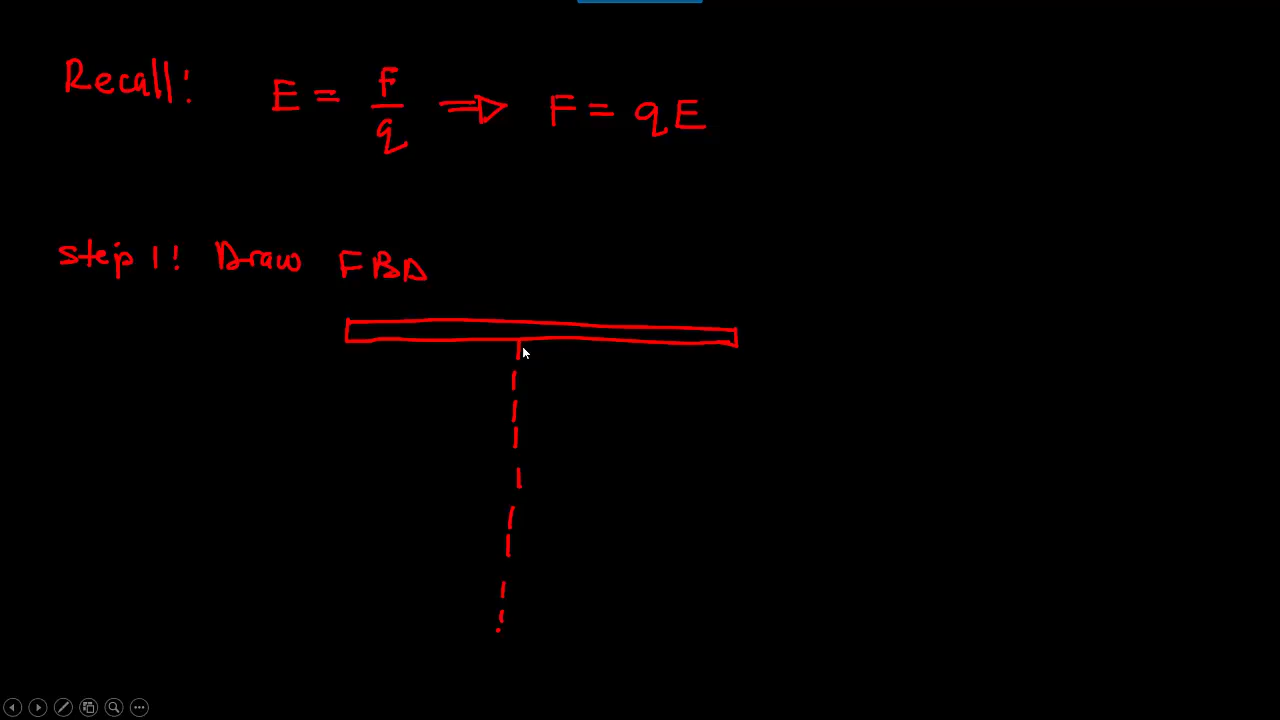 Recall! E = F/q ⇒ F = qE
Step 1! Draw FBD